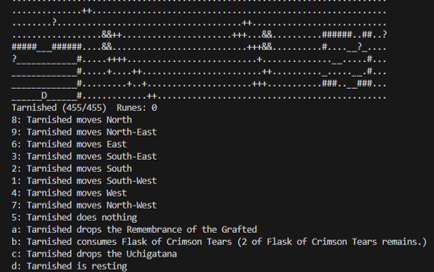 ..............++...............................................
........?...............................++.......................
..................&&++..................+++...&&..........######..##..?
#####___######....&&.......................+++&&..........#....__?_....
?____________#.....++++......................+............__.....#...
_____________#.....+....++....................++..........._.....__.#...
_____________#........+..+..................+++..........###..__###...
______D______#...........++......................................
Tarnished (455/455)  Runes: 0
8: Tarnished moves North
9: Tarnished moves North-East
6: Tarnished moves East
3: Tarnished moves South-East
2: Tarnished moves South
1: Tarnished moves South-West
4: Tarnished moves West
7: Tarnished moves North-West
5: Tarnished does nothing
a: Tarnished drops the Remembrance of the Grafted
b: Tarnished consumes Flask of Crimson Tears (2 of Flask of Crimson Tears remains.)
c: Tarnished drops the Uchigatana
d: Tarnished is resting